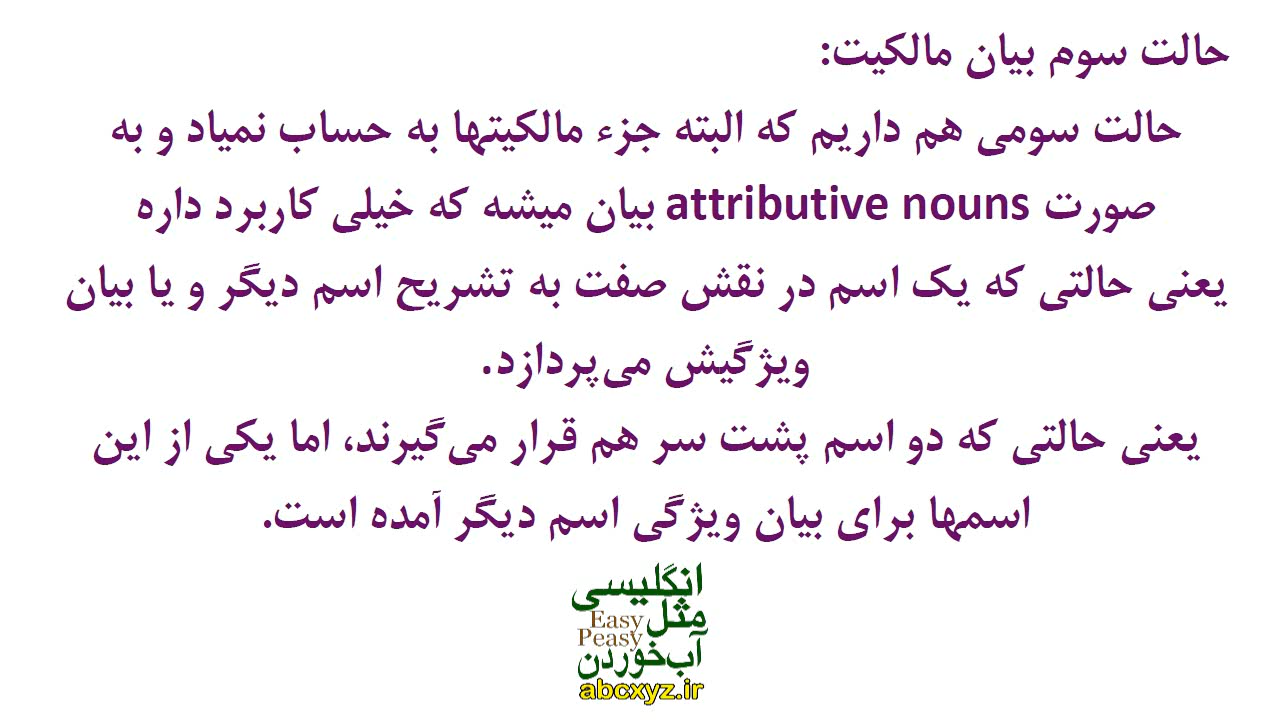 حالت سوم بیان مالکیت:
حالت سومی هم داریم که البته جزء مالکیتها به حساب نمیاد و به
صورت attributive nouns بیان میشه که خیلی کاربرد داره
یعنی حالتی که یک اسم در نقش صفت به تشریح اسم دیگر و یا بیان
ویژگیش می‌پردازد.
یعنی حالتی که دو اسم پشت سر هم قرار می‌گیرند، اما یکی از این
اسمها برای بیان ویژگی اسم دیگر آمده است.
انگلیسی
مثل Easy
Peasy
آب‌خوردن
abcxyz.ir